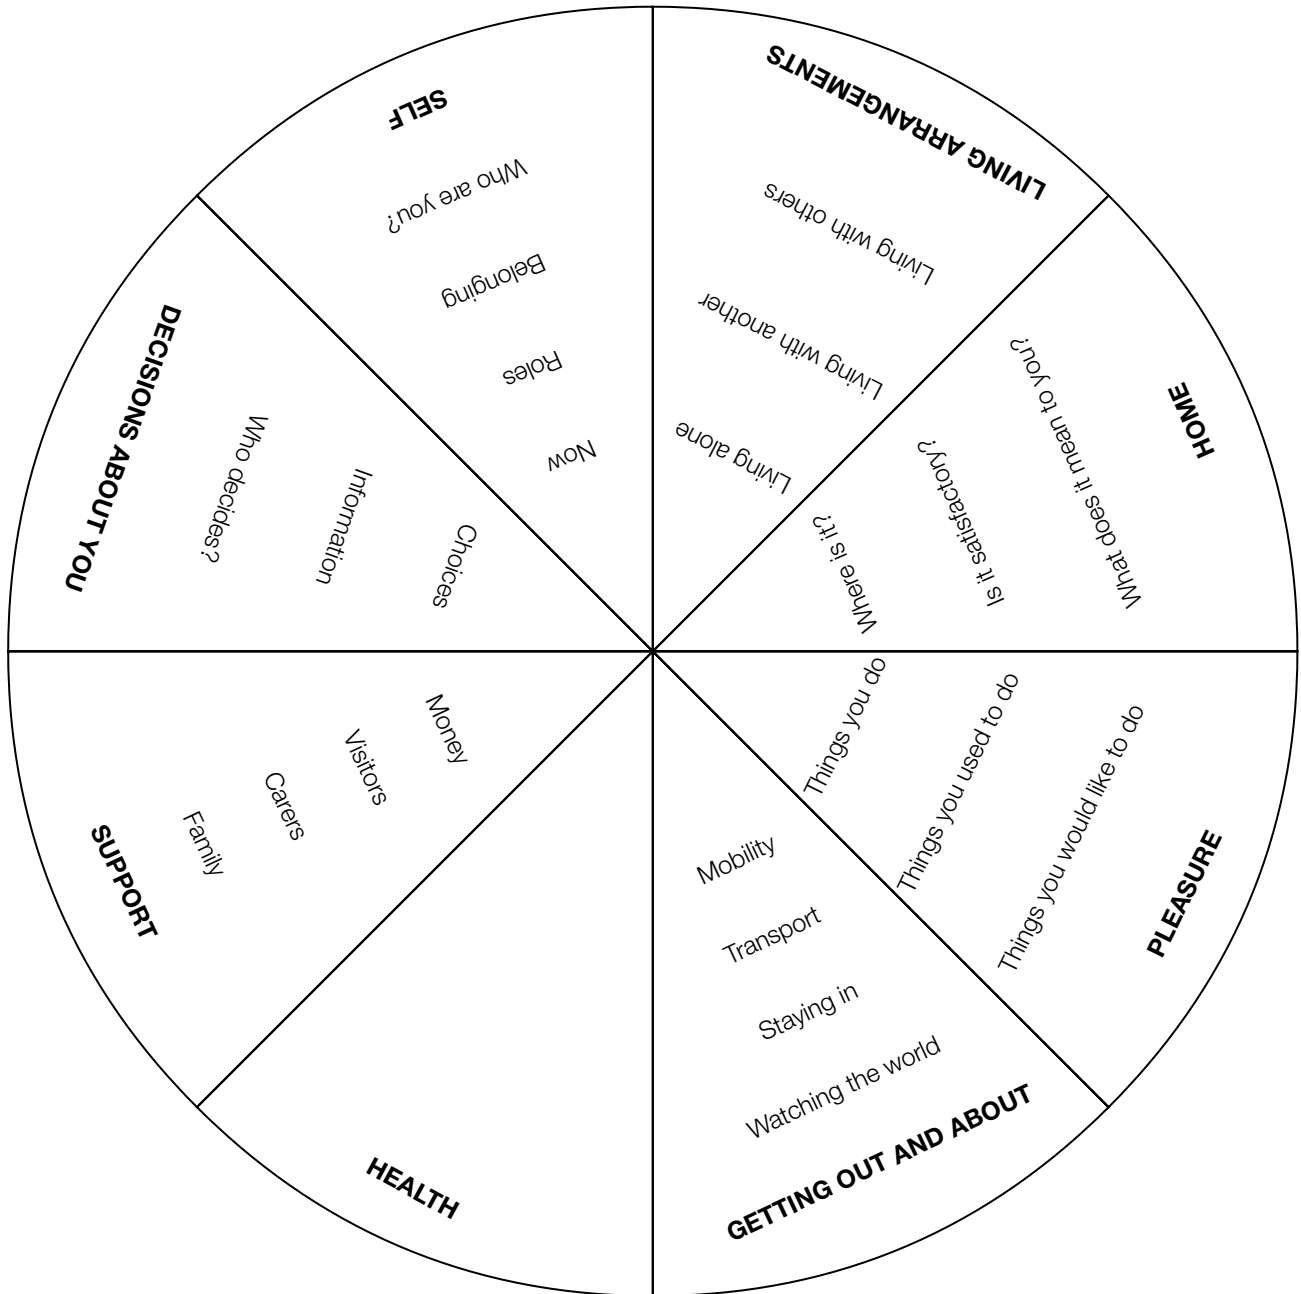 LIVING ARRANGEMENTS
Living with others
Living with another
Living alone
HOME
What does it mean to you?
Is it satisfactory?
Where is it?
PLEASURE
Things you would like to do
Things you used to do
Things you do
GETTING OUT AND ABOUT
Watching the world
Staying in
Transport
Mobility
HEALTH
SUPPORT
Family
Carers
Visitors
Money
DECISIONS ABOUT YOU
Who decides?
Information
Choices
SELF
Who are you?
Belonging
Roles
Now